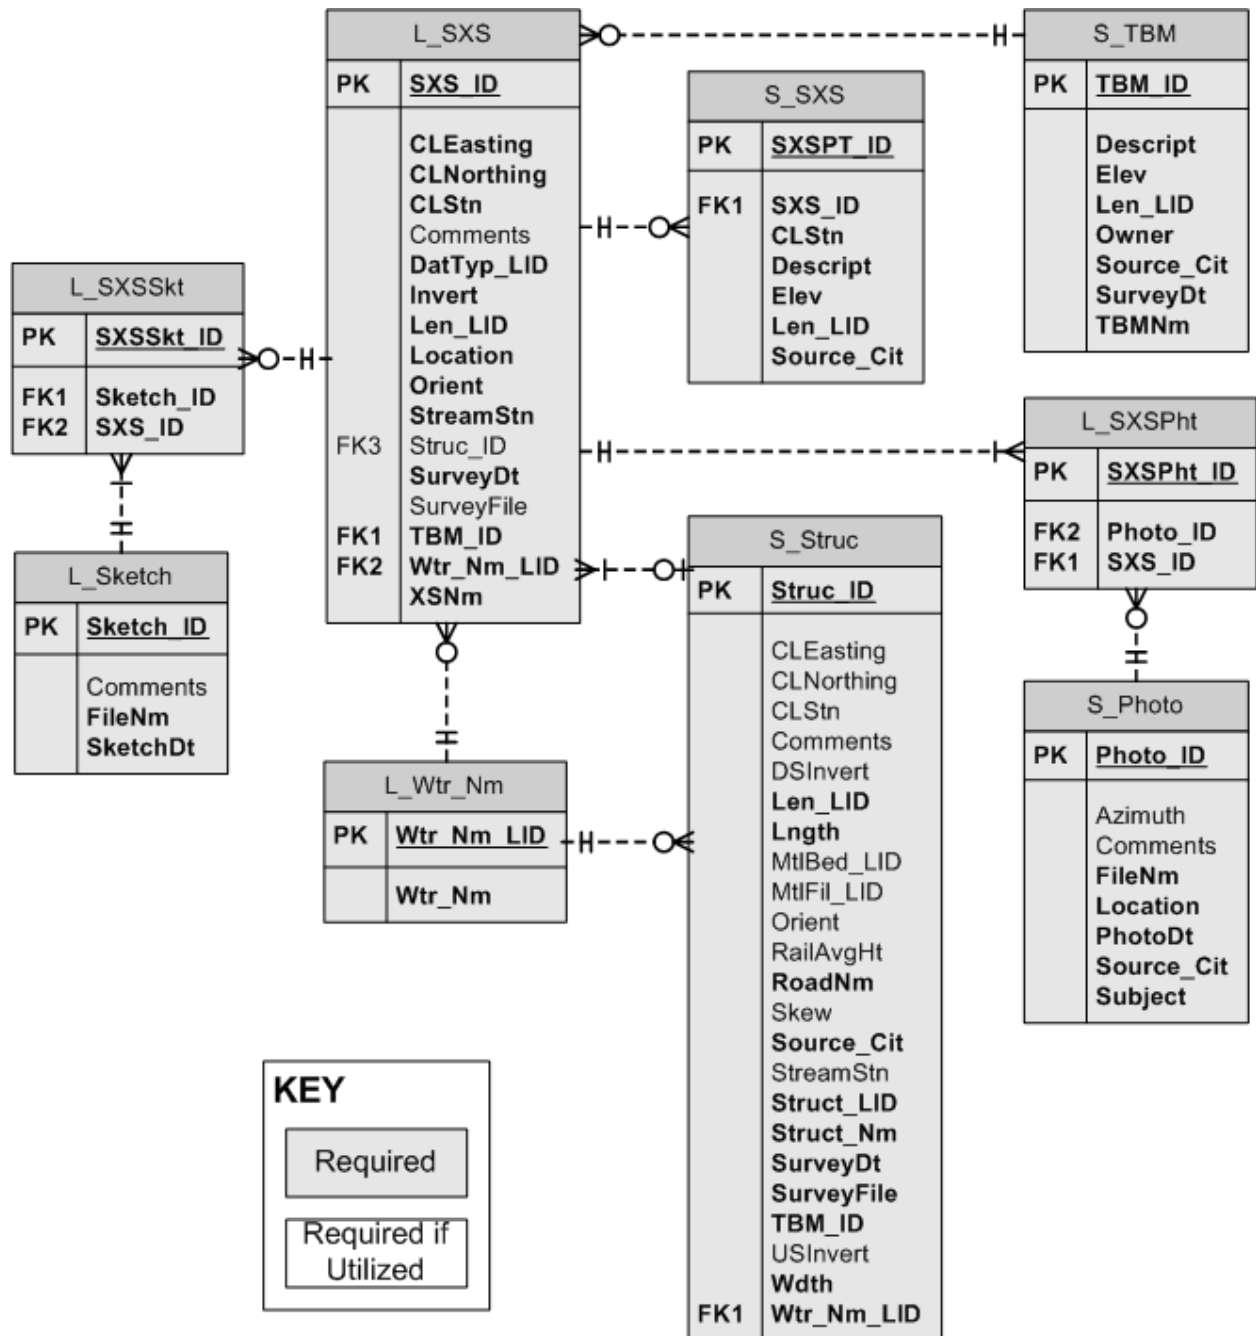 L_SXS
PK SXS_ID
CLEasting
CLNorthing
CLStn
Comments
DatTyp_LID
Invert
Len_LID
Location
Orient
StreamStn
FK3 Struc_ID
SurveyDt
SurveyFile
FK1 TBM_ID
FK2 Wtr_Nm_LID
XSNm
S_TBM
PK TBM_ID
Descript
Elev
Len_LID
Owner
Source_Cit
SurveyDt
TBMNm
S_SXS
PK SXSPT_ID
FK1 SXS_ID
CLStn
Descript
Elev
Len_LID
Source_Cit
L_SXSSkt
PK SXSSkt_ID
FK1 Sketch_ID
FK2 SXS_ID
L_Sketch
PK Sketch_ID
Comments
FileNm
SketchDt
L_SXSPht
PK SXSPht_ID
FK2 Photo_ID
FK1 SXS_ID
S_Photo
PK Photo_ID
Azimuth
Comments
FileNm
Location
PhotoDt
Source_Cit
Subject
S_Struc
PK Struc_ID
CLEasting
CLNorthing
CLStn
Comments
DSInvert
Len_LID
Lngth
MtlBed_LID
MtlFil_LID
Orient
RailAvgHt
RoadNm
Skew
Source_Cit
StreamStn
Struct_LID
Struct_Nm
SurveyDt
SurveyFile
TBM_ID
USInvert
Wdth
FK1 Wtr_Nm_LID
L_Wtr_Nm
PK Wtr_Nm_LID
Wtr_Nm
KEY
Required
Required if
Utilized